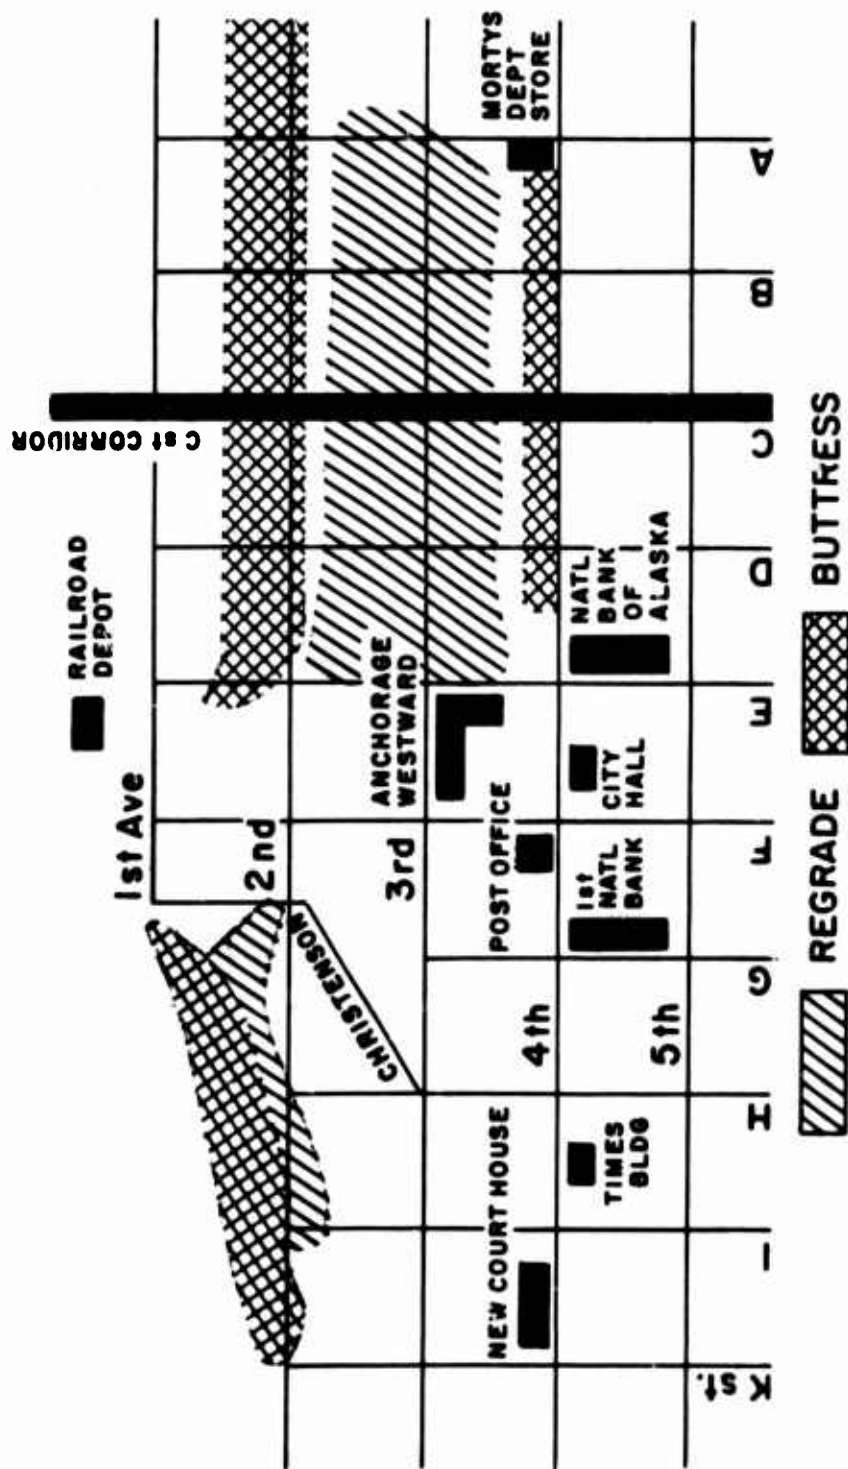 RAILROAD
DEPOT
C st CORRIDOR
MORTYS
DEPT
STORE
1st Ave
2nd
ANCHORAGE
WESTWARD
3rd
CHRISTENSON
POST OFFICE
NATL
BANK
OF
ALASKA
CITY
HALL
1st
NATL
BANK
NEW COURT HOUSE
4th
TIMES
BLDG
5th
K st.
I
H
G
F
E
D
C
B
A
REGRADE
BUTTRESS